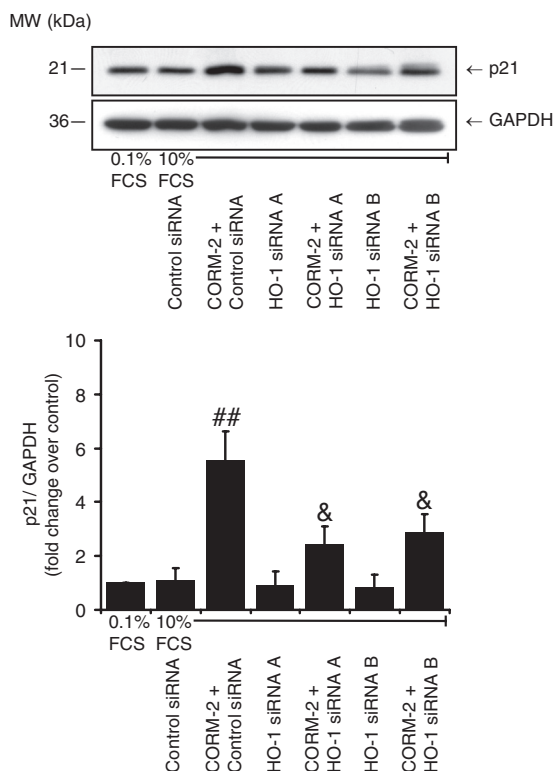 MW (kDa)
21—
← p21
36—
← GAPDH
0.1%
FCS
10%
FCS
Control siRNA
CORM-2 +
Control siRNA
HO-1 siRNA A
CORM-2 +
HO-1 siRNA A
HO-1 siRNA B
CORM-2 +
HO-1 siRNA B
p21/ GAPDH
(fold change over control)
10
8
6
4
2
0
##
&
&
0.1%
FCS
10%
FCS
Control siRNA
CORM-2 +
Control siRNA
HO-1 siRNA A
CORM-2 +
HO-1 siRNA A
HO-1 siRNA B
CORM-2 +
HO-1 siRNA B